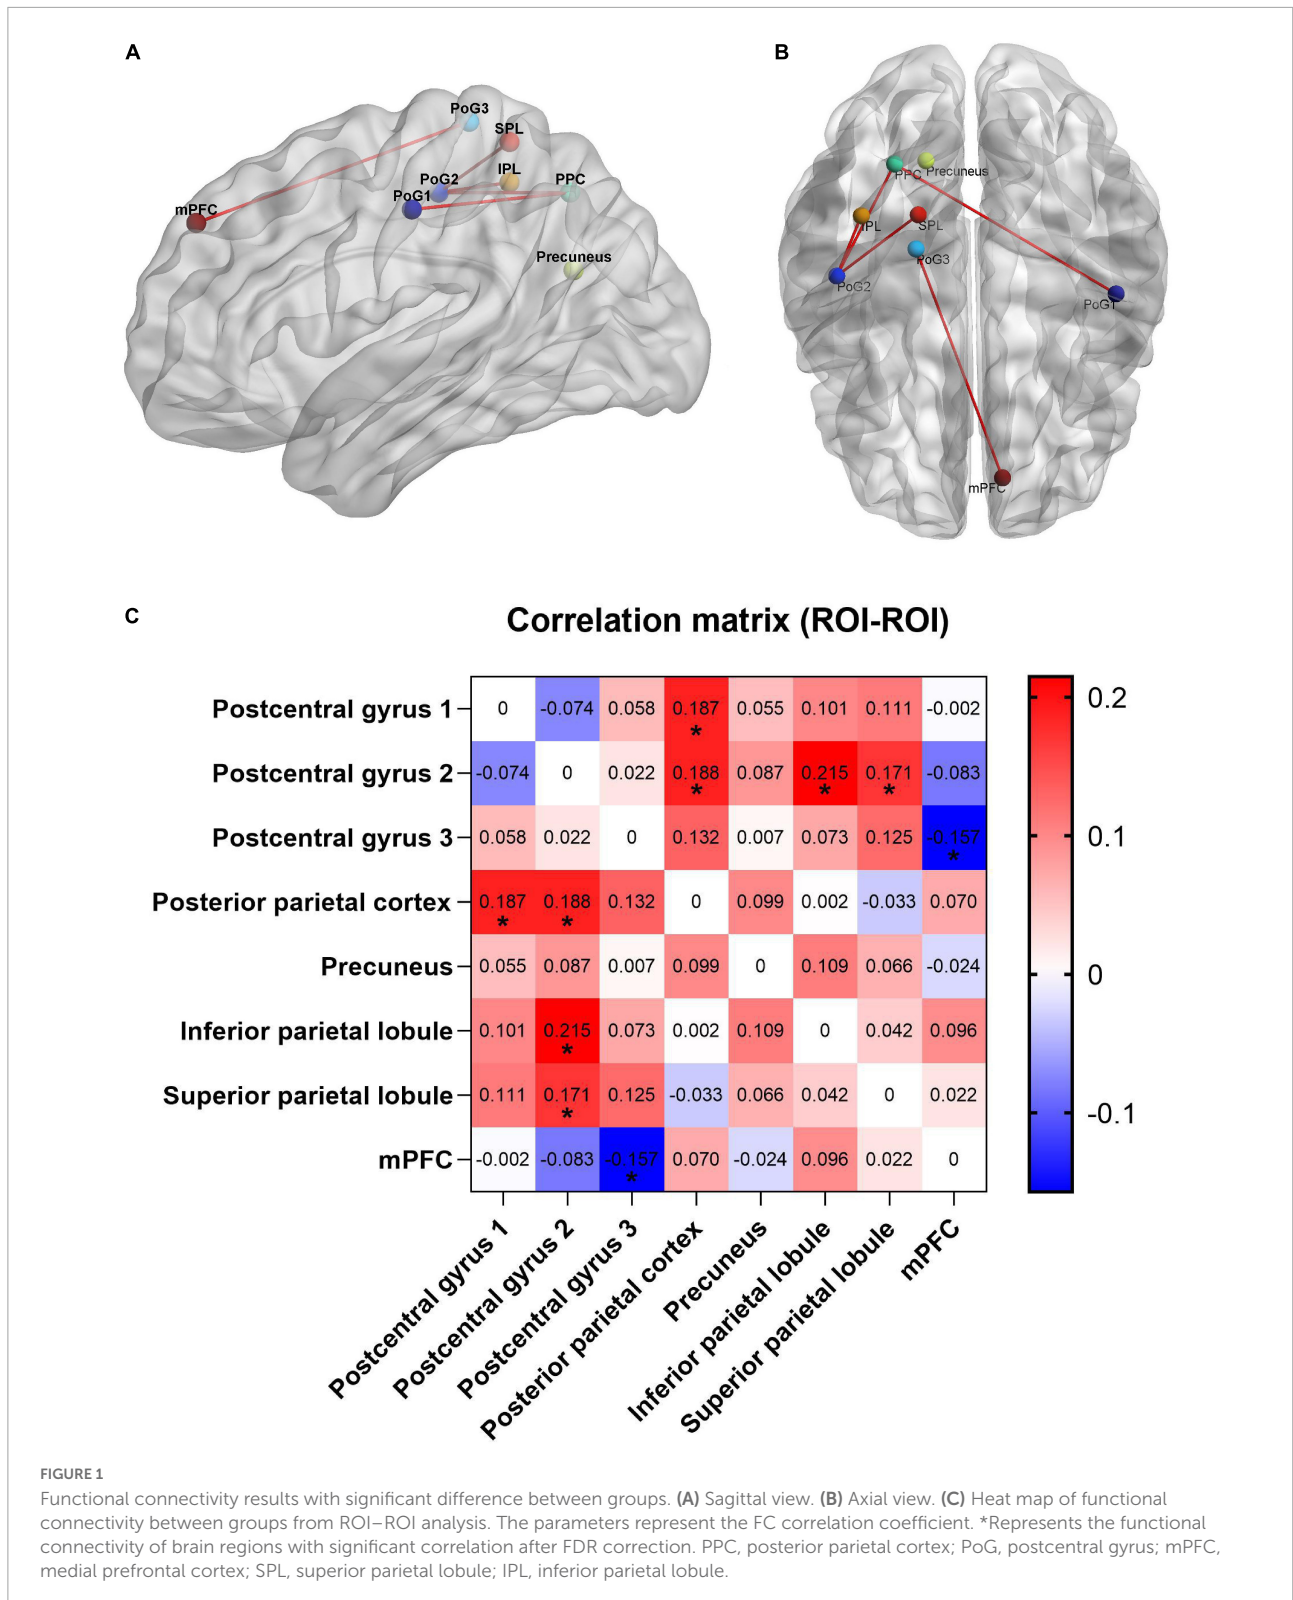 A
PoG3
SPL
IPL
PoG2
PPC
PoG1
mPFC
Precuneus
B
PPC
Precuneus
IPL
SPL
PoG3
PoG2
PoG1
mPFC
C
Correlation matrix (ROI-ROI)
Postcentral gyrus 1 0 -0.074 0.058 0.187 0.055 0.101 0.111 -0.002
*
Postcentral gyrus 2 -0.074 0 0.022 0.188 0.087 0.215 0.171 -0.083
* * *
Postcentral gyrus 3 0.058 0.022 0 0.132 0.007 0.073 0.125 -0.157
*
Posterior parietal cortex 0.187 0.188 0.132 0 0.099 0.002 -0.033 0.070
* *
Precuneus 0.055 0.087 0.007 0.099 0 0.109 0.066 -0.024
Inferior parietal lobule 0.101 0.215 0.073 0.002 0.109 0 0.042 0.096
*
Superior parietal lobule 0.111 0.171 0.125 -0.033 0.066 0.042 0 0.022
*
mPFC -0.002 -0.083 -0.157 0.070 -0.024 0.096 0.022 0
*
Postcentral gyrus 1
Postcentral gyrus 2
Postcentral gyrus 3
Posterior parietal cortex
Precuneus
Inferior parietal lobule
Superior parietal lobule
mPFC
0.2
0.1
0
-0.1
FIGURE 1
Functional connectivity results with significant difference between groups. (A) Sagittal view. (B) Axial view. (C) Heat map of functional
connectivity between groups from ROI–ROI analysis. The parameters represent the FC correlation coefficient. *Represents the functional
connectivity of brain regions with significant correlation after FDR correction. PPC, posterior parietal cortex; PoG, postcentral gyrus; mPFC,
medial prefrontal cortex; SPL, superior parietal lobule; IPL, inferior parietal lobule.